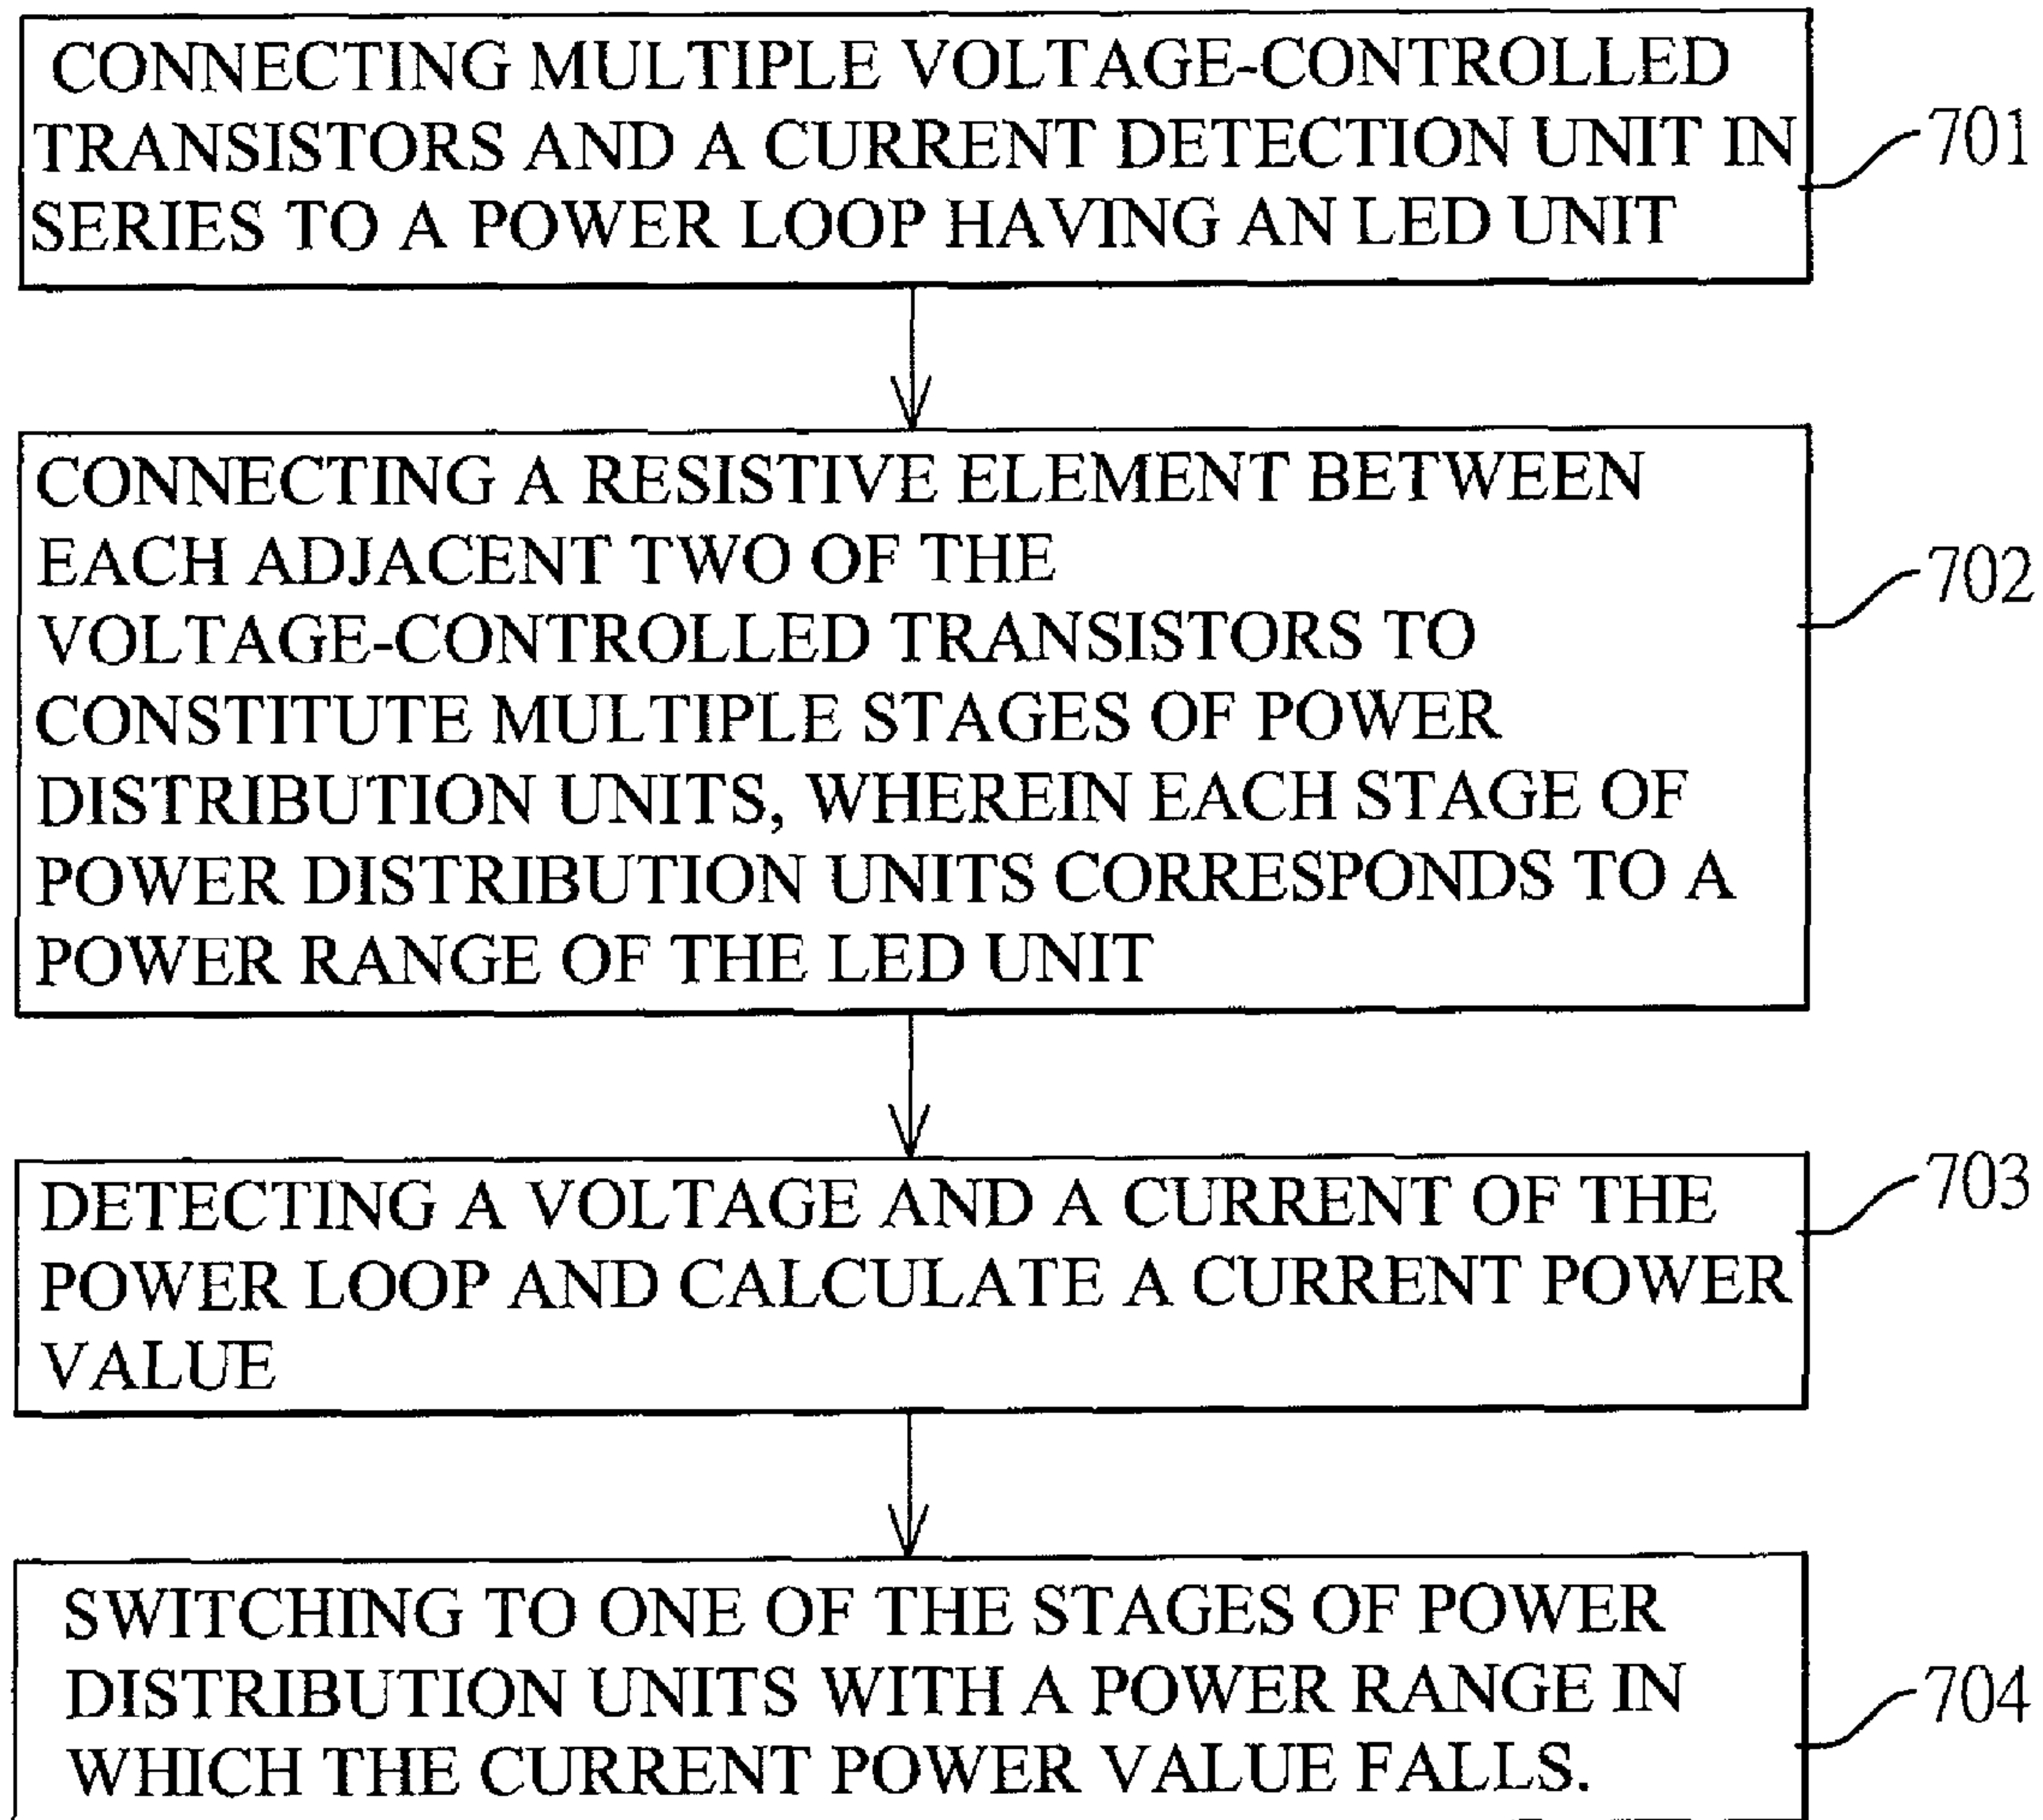 CONNECTING MULTIPLE VOLTAGE-CONTROLLED
TRANSISTORS AND A CURRENT DETECTION UNIT IN
SERIES TO A POWER LOOP HAVING AN LED UNIT
701
CONNECTING A RESISTIVE ELEMENT BETWEEN
EACH ADJACENT TWO OF THE
VOLTAGE-CONTROLLED TRANSISTORS TO
CONSTITUTE MULTIPLE STAGES OF POWER
DISTRIBUTION UNITS, WHEREIN EACH STAGE OF
POWER DISTRIBUTION UNITS CORRESPONDS TO A
POWER RANGE OF THE LED UNIT
702
DETECTING A VOLTAGE AND A CURRENT OF THE
POWER LOOP AND CALCULATE A CURRENT POWER
VALUE
703
SWITCHING TO ONE OF THE STAGES OF POWER
DISTRIBUTION UNITS WITH A POWER RANGE IN
WHICH THE CURRENT POWER VALUE FALLS.
704